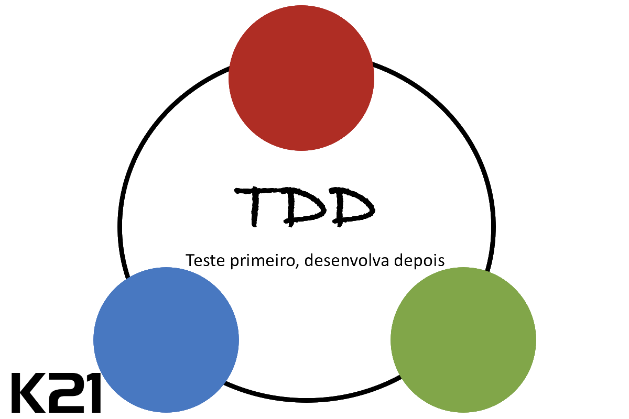 TDD
Teste primeiro, desenvolva depois
K21